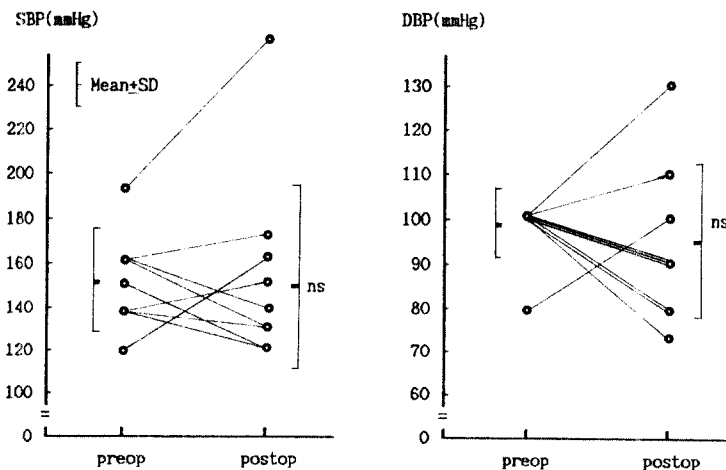 SBP(mmHg)
240
220
200
180
160
140
120
100
=
0
Mean±SD
ns
preop
postop
DBP(mmHg)
130
120
110
100
90
80
70
60
=
0
ns
preop
postop